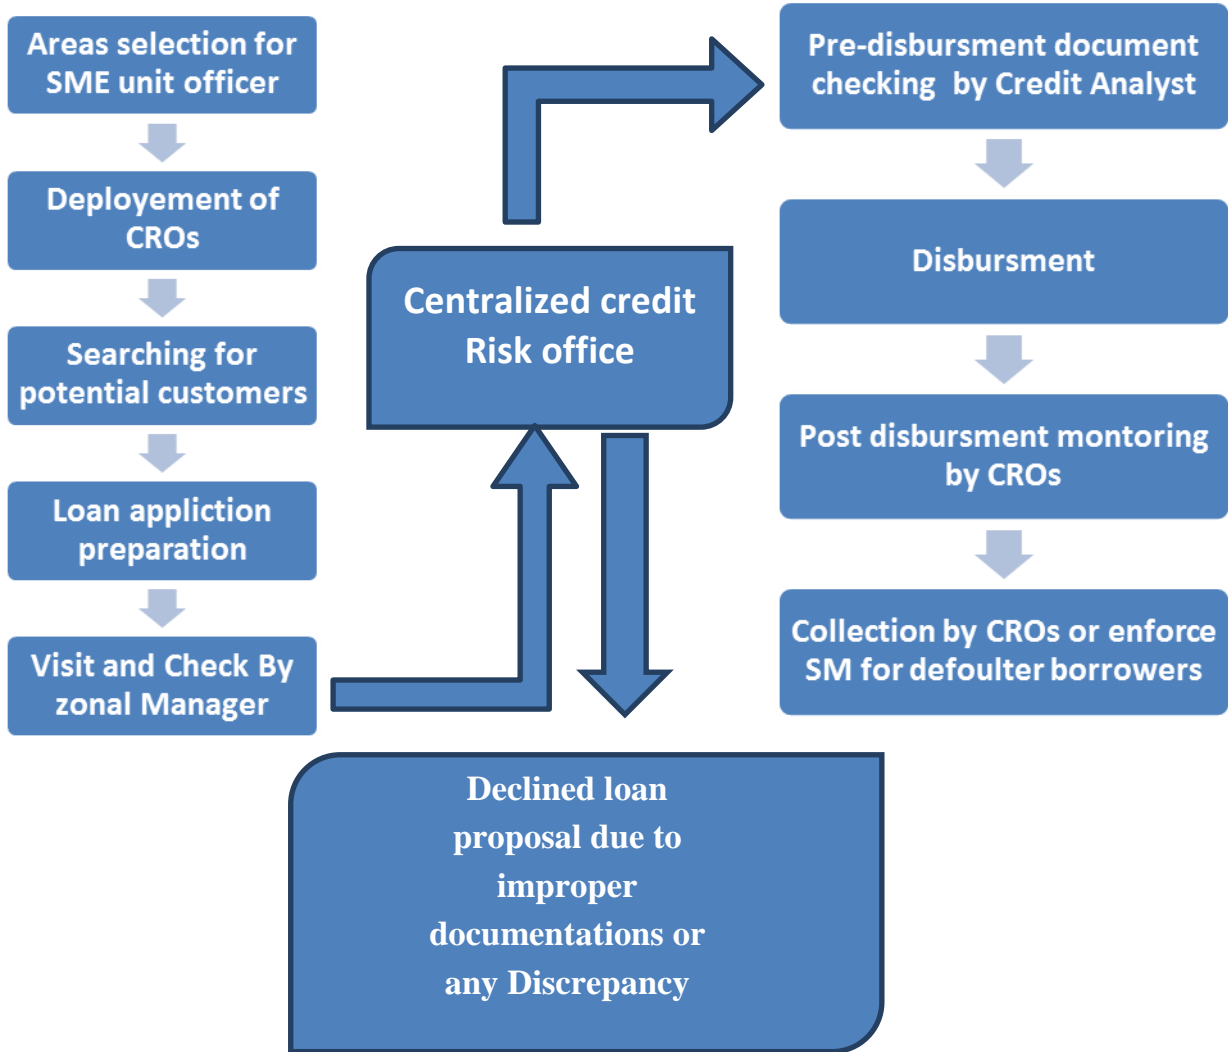 Areas selection for
SME unit officer
Deployement of
CROs
Searching for
potential customers
Loan appliction
preparation
Visit and Check By
zonal Manager
Centralized credit
Risk office
Declined loan
proposal due to
improper
documentations or
any Discrepancy
Pre-disbursment document
checking by Credit Analyst
Disbursment
Post disbursment montoring
by CROs
Collection by CROs or enforce
SM for defoulter borrowers